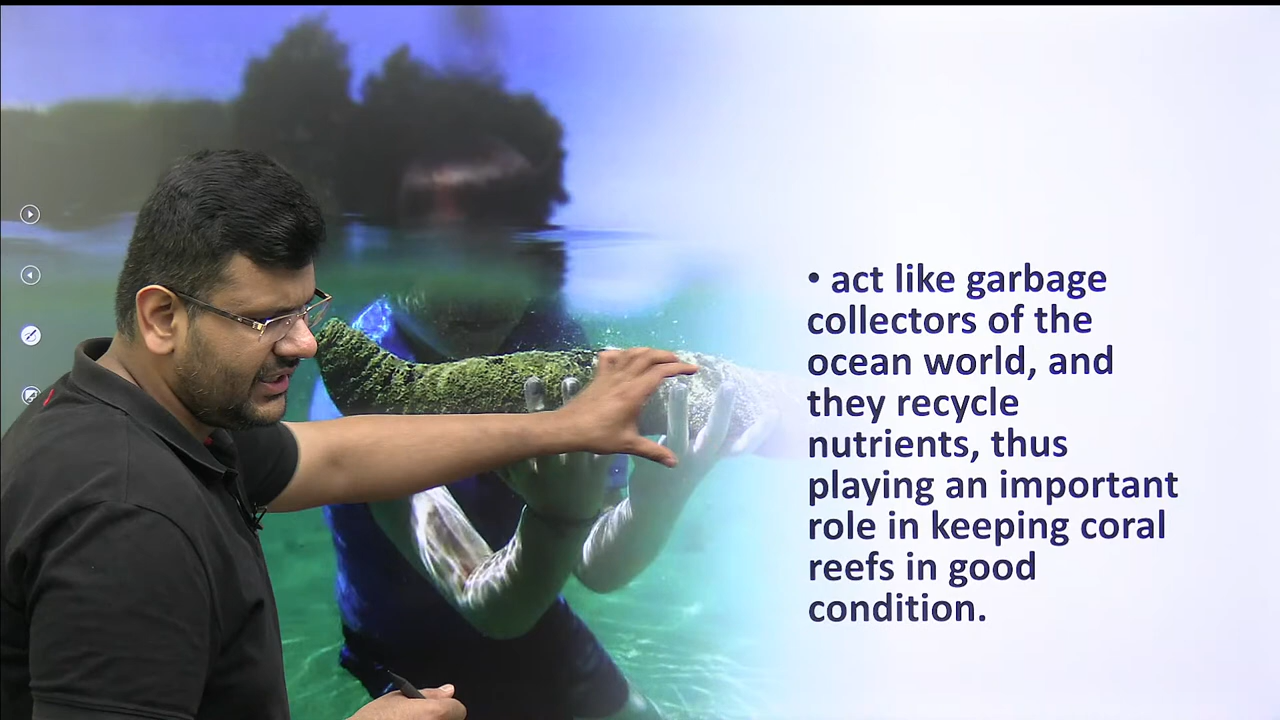 • act like garbage
collectors of the
ocean world, and
they recycle
nutrients, thus
playing an important
role in keeping coral
reefs in good
condition.